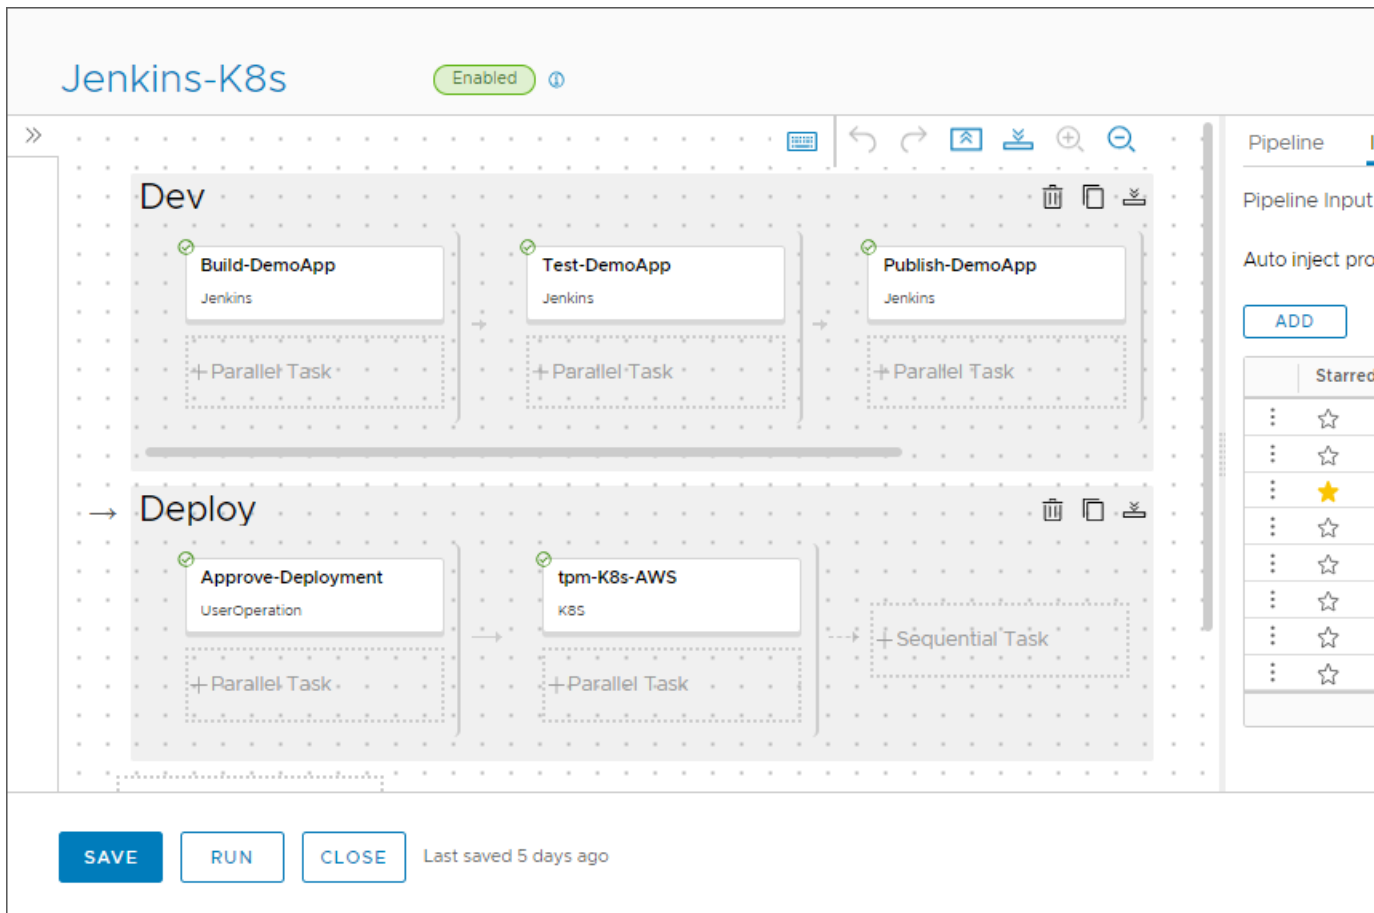 Jenkins-K8s
Enabled
Pipeline
Dev
Pipeline Input
Build-DemoApp
Jenkins
Test-DemoApp
Jenkins
Publish-DemoApp
Jenkins
Auto inject pro
ADD
+ Parallel Task
+ Parallel Task
+ Parallel Task
Starred
Deploy
Approve-Deployment
UserOperation
tpm-K8s-AWS
K8S
+ Sequential Task
+ Parallel Task
+ Parallel Task
SAVE
RUN
CLOSE
Last saved 5 days ago